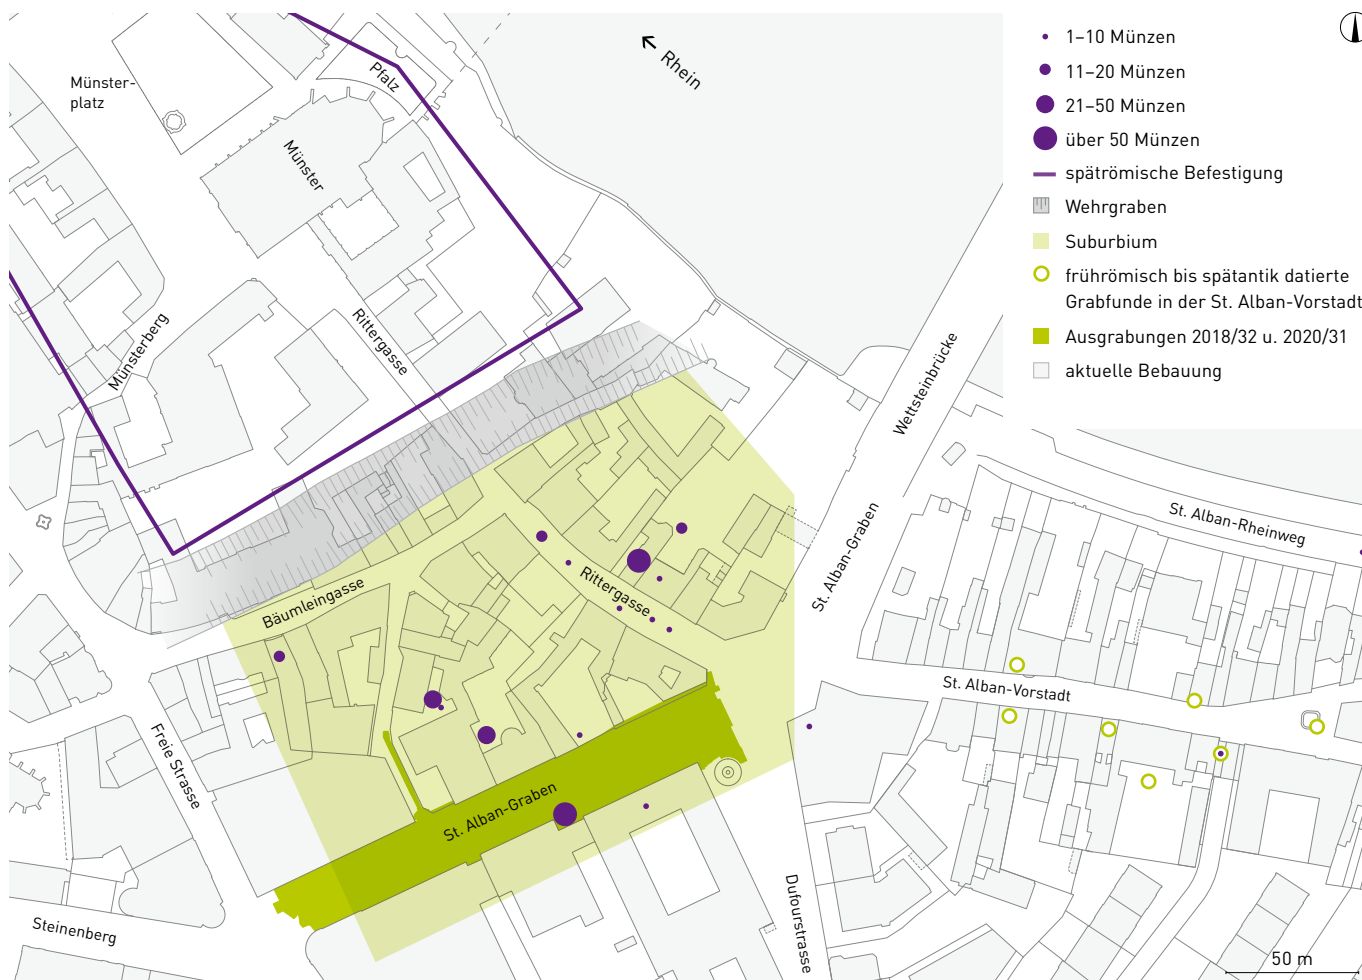 Münster-
platz
Pfalz
Rhein
Münster
Münsterberg
Rittergasse
Wettsteinbrücke
St. Alban-Graben
St. Alban-Rheinweg
Rittergasse
Bäumleingasse
St. Alban-Vorstadt
Freie Strasse
St. Alban-Graben
Dufourstrasse
Steinenberg
1–10 Münzen
11–20 Münzen
21–50 Münzen
über 50 Münzen
spätrömische Befestigung
Wehrgraben
Suburbium
frührömisch bis spätantik datierte
Grabfunde in der St. Alban-Vorstadt
Ausgrabungen 2018/32 u. 2020/31
aktuelle Bebauung
50 m